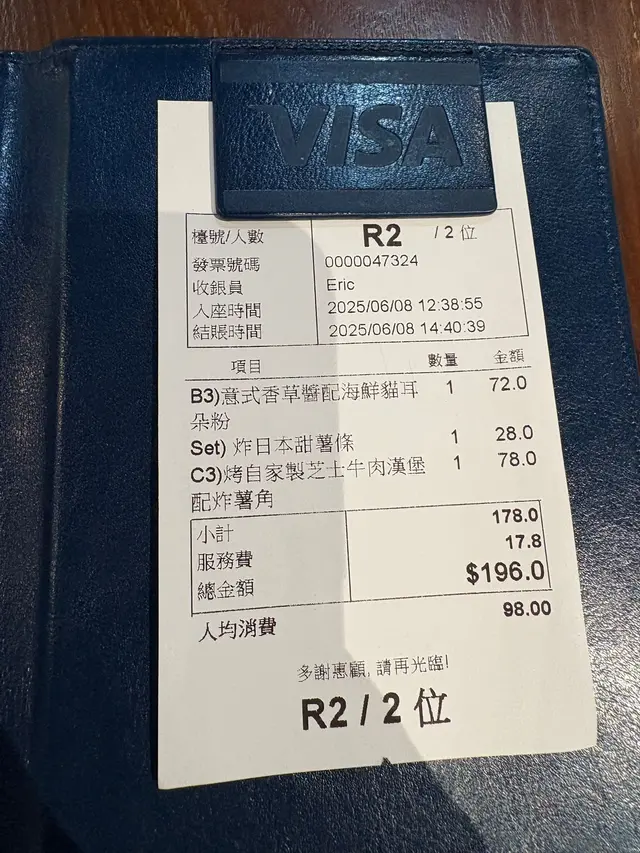 VISA
檯號/人數 R2 / 2 位
發票號碼 0000047324
收銀員 Eric
入座時間 2025/06/08 12:38:55
結賬時間 2025/06/08 14:40:39
項目 數量 金額
B3)意式香草醬配海鮮貓耳 1 72.0
朵粉
Set) 炸日本甜薯條 1 28.0
C3)烤自家製芝士牛肉漢堡 1 78.0
配炸薯角
小計 178.0
服務費 17.8
總金額 $196.0
人均消費 98.00
多謝惠顧, 請再光臨!
R2 / 2 位